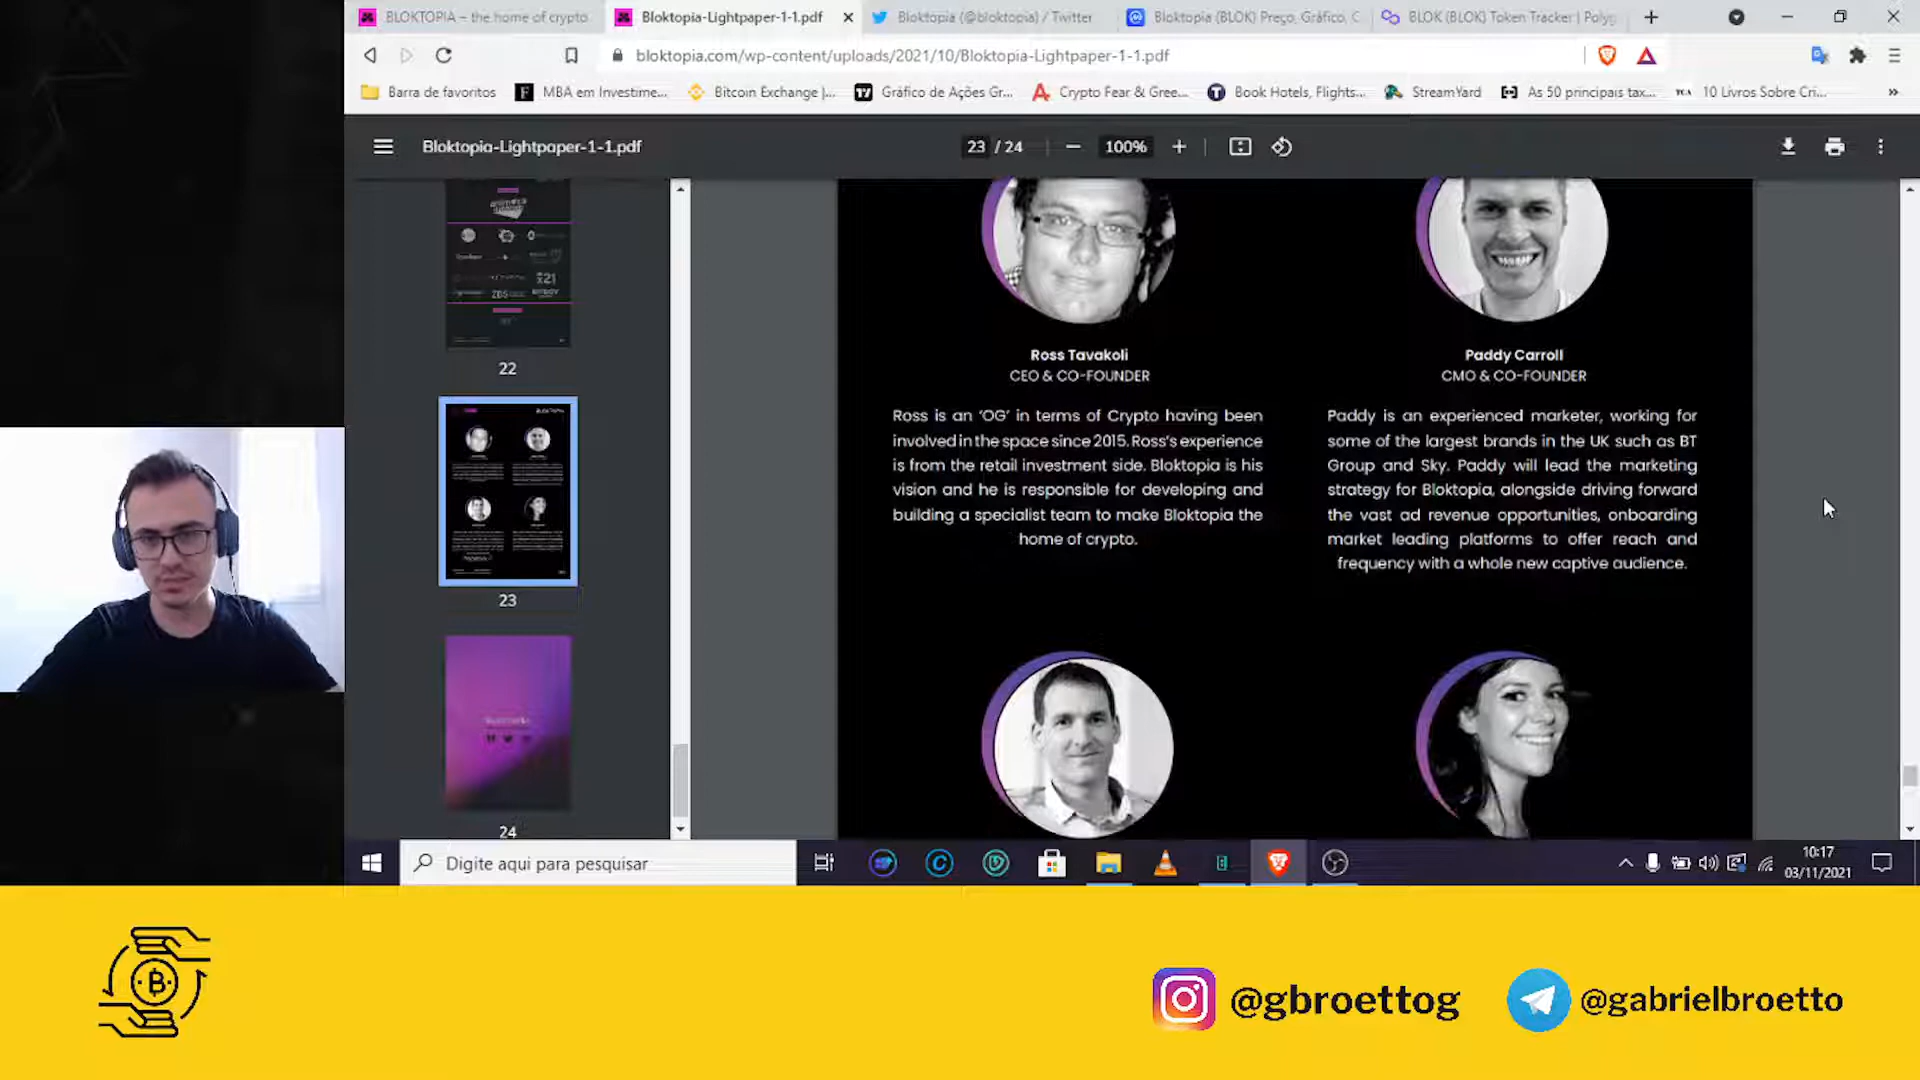 BLOKTOPIA – the home of crypto
Bloktopia-Lightpaper-1-1.pdf
Bloktopia (@bloktopia) / Twitter
Bloktopia (BLOK) Preço, Gráfico, C
BLOK (BLOK) Token Tracker | Polyg
bloktopia.com/wp-content/uploads/2021/10/Bloktopia-Lightpaper-1-1.pdf
Barra de favoritos
MBA em Investime...
Bitcoin Exchange |...
Gráfico de Ações Gr...
Crypto Fear & Gree...
Book Hotels, Flights...
StreamYard
As 50 principais tax...
10 Livros Sobre Cri...
Bloktopia-Lightpaper-1-1.pdf
23 / 24
100%
22
23
24
Ross Tavakoli
CEO & CO-FOUNDER
Ross is an 'OG' in terms of Crypto having been
involved in the space since 2015. Ross's experience
is from the retail investment side. Bloktopia is his
vision and he is responsible for developing and
building a specialist team to make Bloktopia the
home of crypto.
Paddy Carroll
CMO & CO-FOUNDER
Paddy is an experienced marketer, working for
some of the largest brands in the UK such as BT
Group and Sky. Paddy will lead the marketing
strategy for Bloktopia, alongside driving forward
the vast ad revenue opportunities, onboarding
market leading platforms to offer reach and
frequency with a whole new captive audience.
Digite aqui para pesquisar
10:17
03/11/2021
@gbroettog
@gabrielbroetto